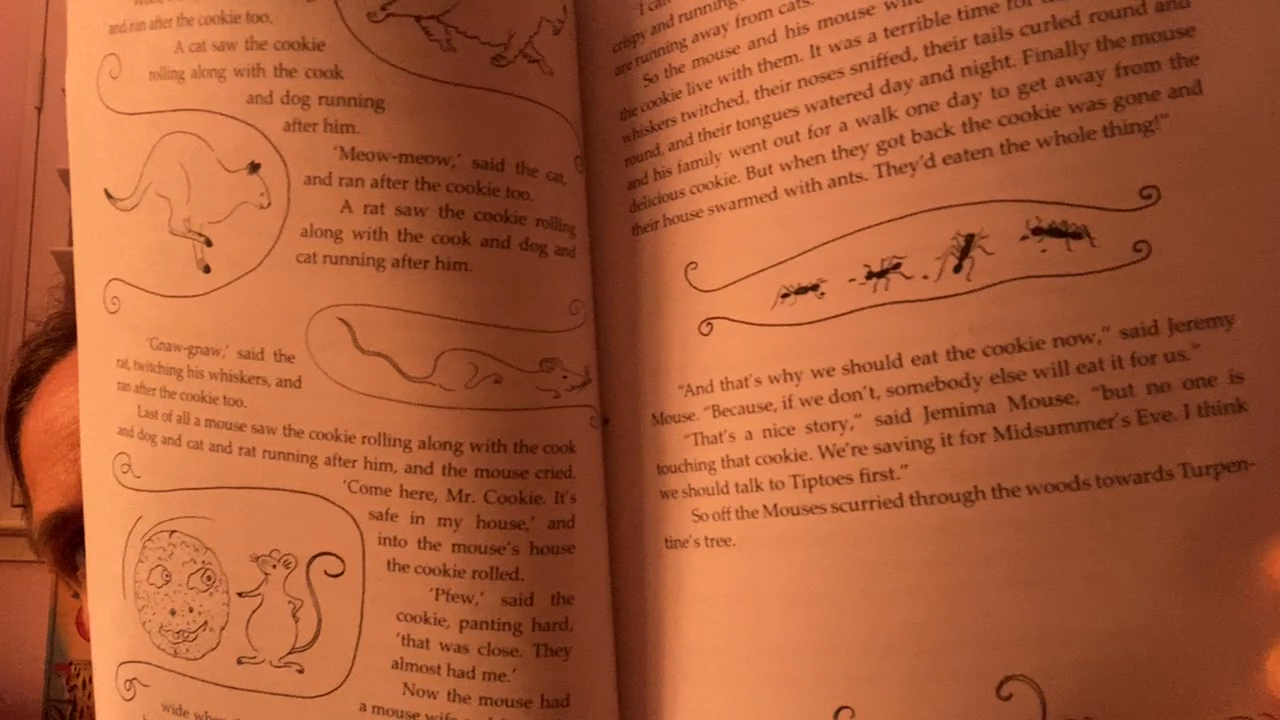 and ran after the cookie too.
A cat saw the cookie
rolling along with the cook
and dog running
after him.
'Meow-meow,' said the cat,
and ran after the cookie too.
A rat saw the cookie rolling
along with the cook and dog and
cat running after him.
'Gnaw-gnaw,' said the
rat, twitching his whiskers, and
ran after the cookie too.
Last of all a mouse saw the cookie rolling along with the cook
and dog and cat and rat running after him, and the mouse cried.
'Come here, Mr. Cookie. It's
safe in my house,' and
into the mouse's house
the cookie rolled.
'Pfew,' said the
cookie, panting hard,
'that was close. They
almost had me.'
Now the mouse had
a mouse wife
wide
I can
crispy and running
are running away from cats.
So the mouse and his mouse
the cookie live with them. It was a terrible time for
whiskers twitched, their noses sniffed, their tails curled round and
round, and their tongues watered day and night. Finally the mouse
and his family went out for a walk one day to get away from the
delicious cookie. But when they got back the cookie was gone and
their house swarmed with ants. They'd eaten the whole thing!"
"And that's why we should eat the cookie now," said Jeremy
Mouse. "Because, if we don't, somebody else will eat it for us."
"That's a nice story," said Jemima Mouse, "but no one is
touching that cookie. We're saving it for Midsummer's Eve. I think
we should talk to Tiptoes first."
So off the Mouses scurried through the woods towards Turpen-
tine's tree.